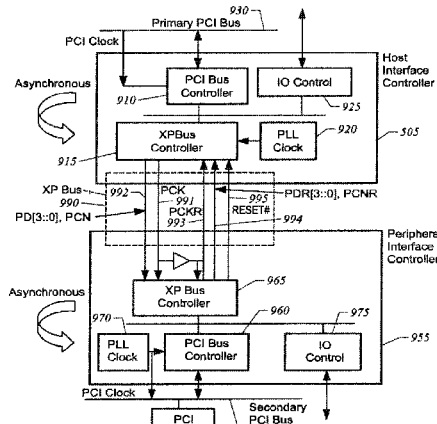 930
Primary PCI Bus
PCI Clock
Host
Interface
Controller
Asynchronous
PCI Bus
Controller
910
IO Control
925
XPBus
Controller
915
PLL
Clock
920
505
XP Bus
990
992
PCK
991
PCKR
993
995
RESET#
994
PDR[3::0], PCNR
PD[3::0], PCN
Peripheral
Interface
Controller
Asynchronous
XP Bus
Controller
965
970
960
975
PLL
Clock
PCI Bus
Controller
IO
Control
955
PCI Clock
Secondary
PCI Bus
PCI